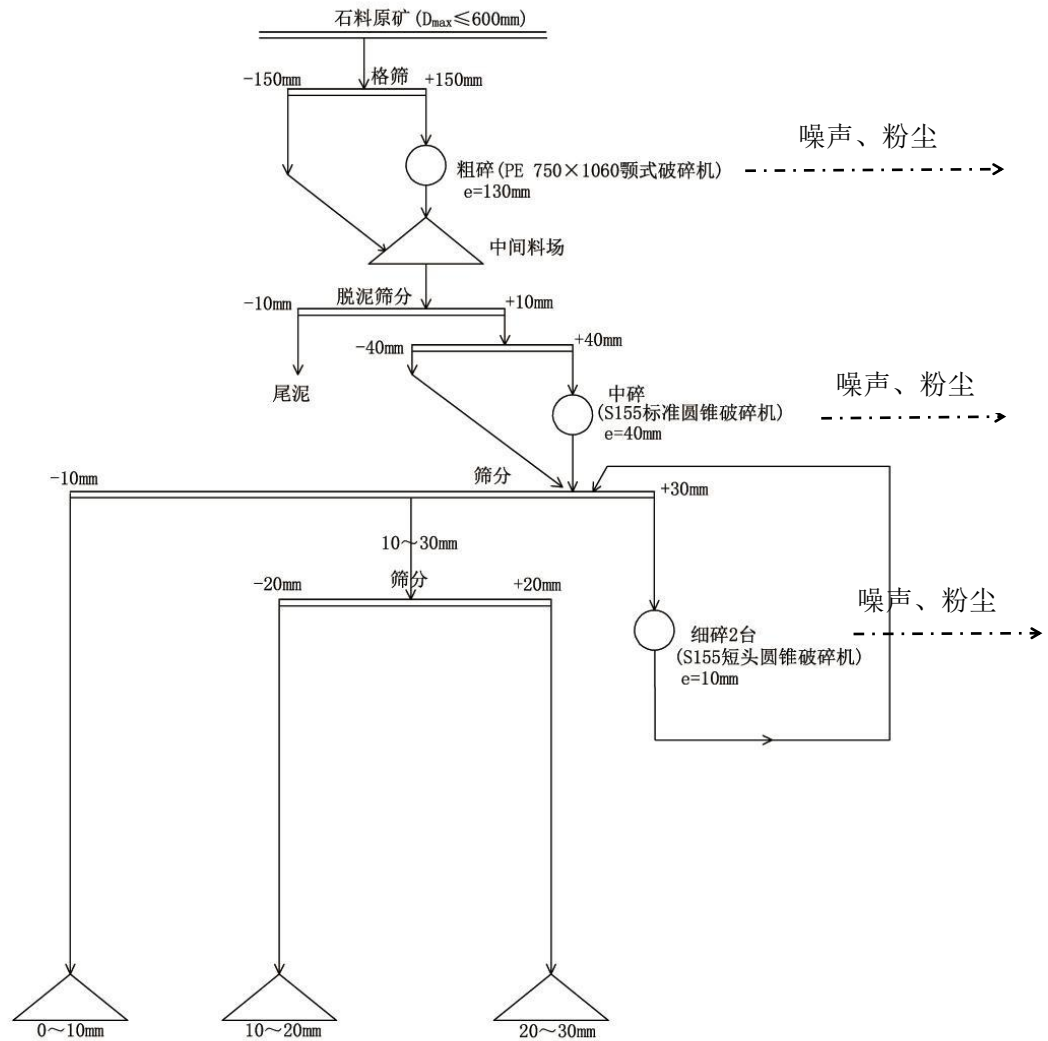 石料原矿(Dmax≤600mm)
-150mm
格筛
+150mm
噪声、粉尘
粗碎(PE 750×1060颚式破碎机)
e=130mm
中间料场
-10mm
脱泥筛分
+10mm
-40mm
+40mm
尾泥
噪声、粉尘
中碎
(S155标准圆锥破碎机)
e=40mm
-10mm
筛分
+30mm
10～30mm
-20mm
筛分
+20mm
噪声、粉尘
细碎2台
(S155短头圆锥破碎机)
e=10mm
0～10mm
10～20mm
20～30mm